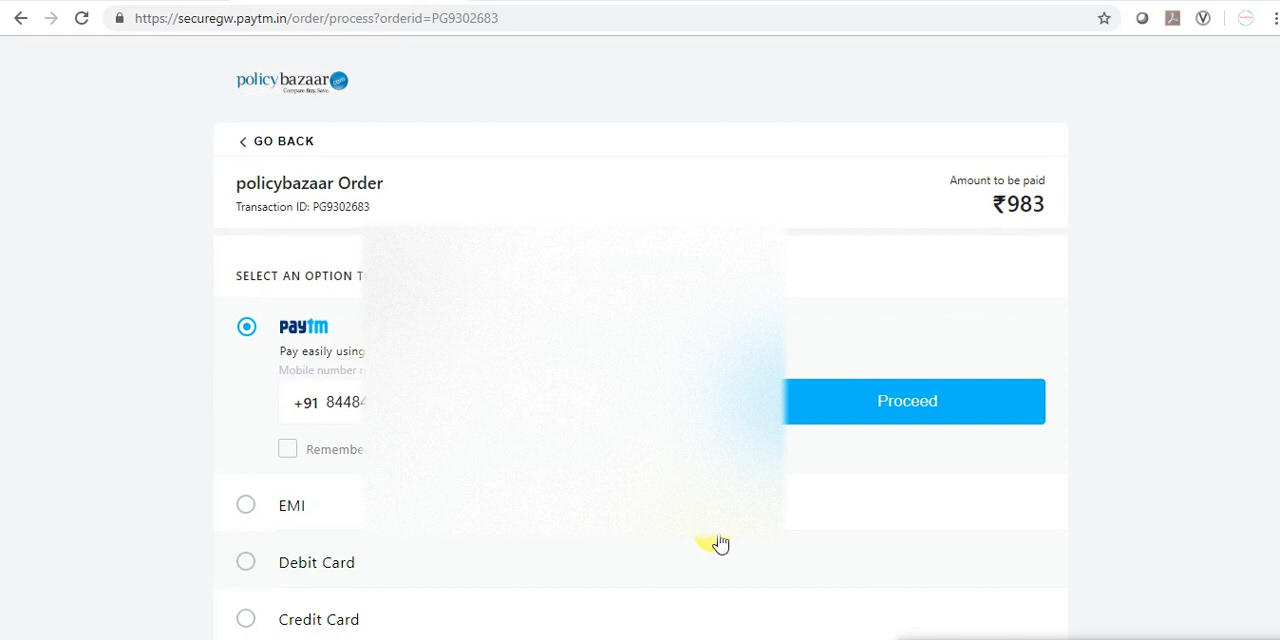 https://securegw.paytm.in/order/process?orderid=PG9302683
policybazaar.com
Compare. Buy. Save.
GO BACK
policybazaar Order
Transaction ID: PG9302683
Amount to be paid
₹983
SELECT AN OPTION
paytm
Pay easily using
Mobile number
+91 8448
Proceed
EMI
Debit Card
Credit Card